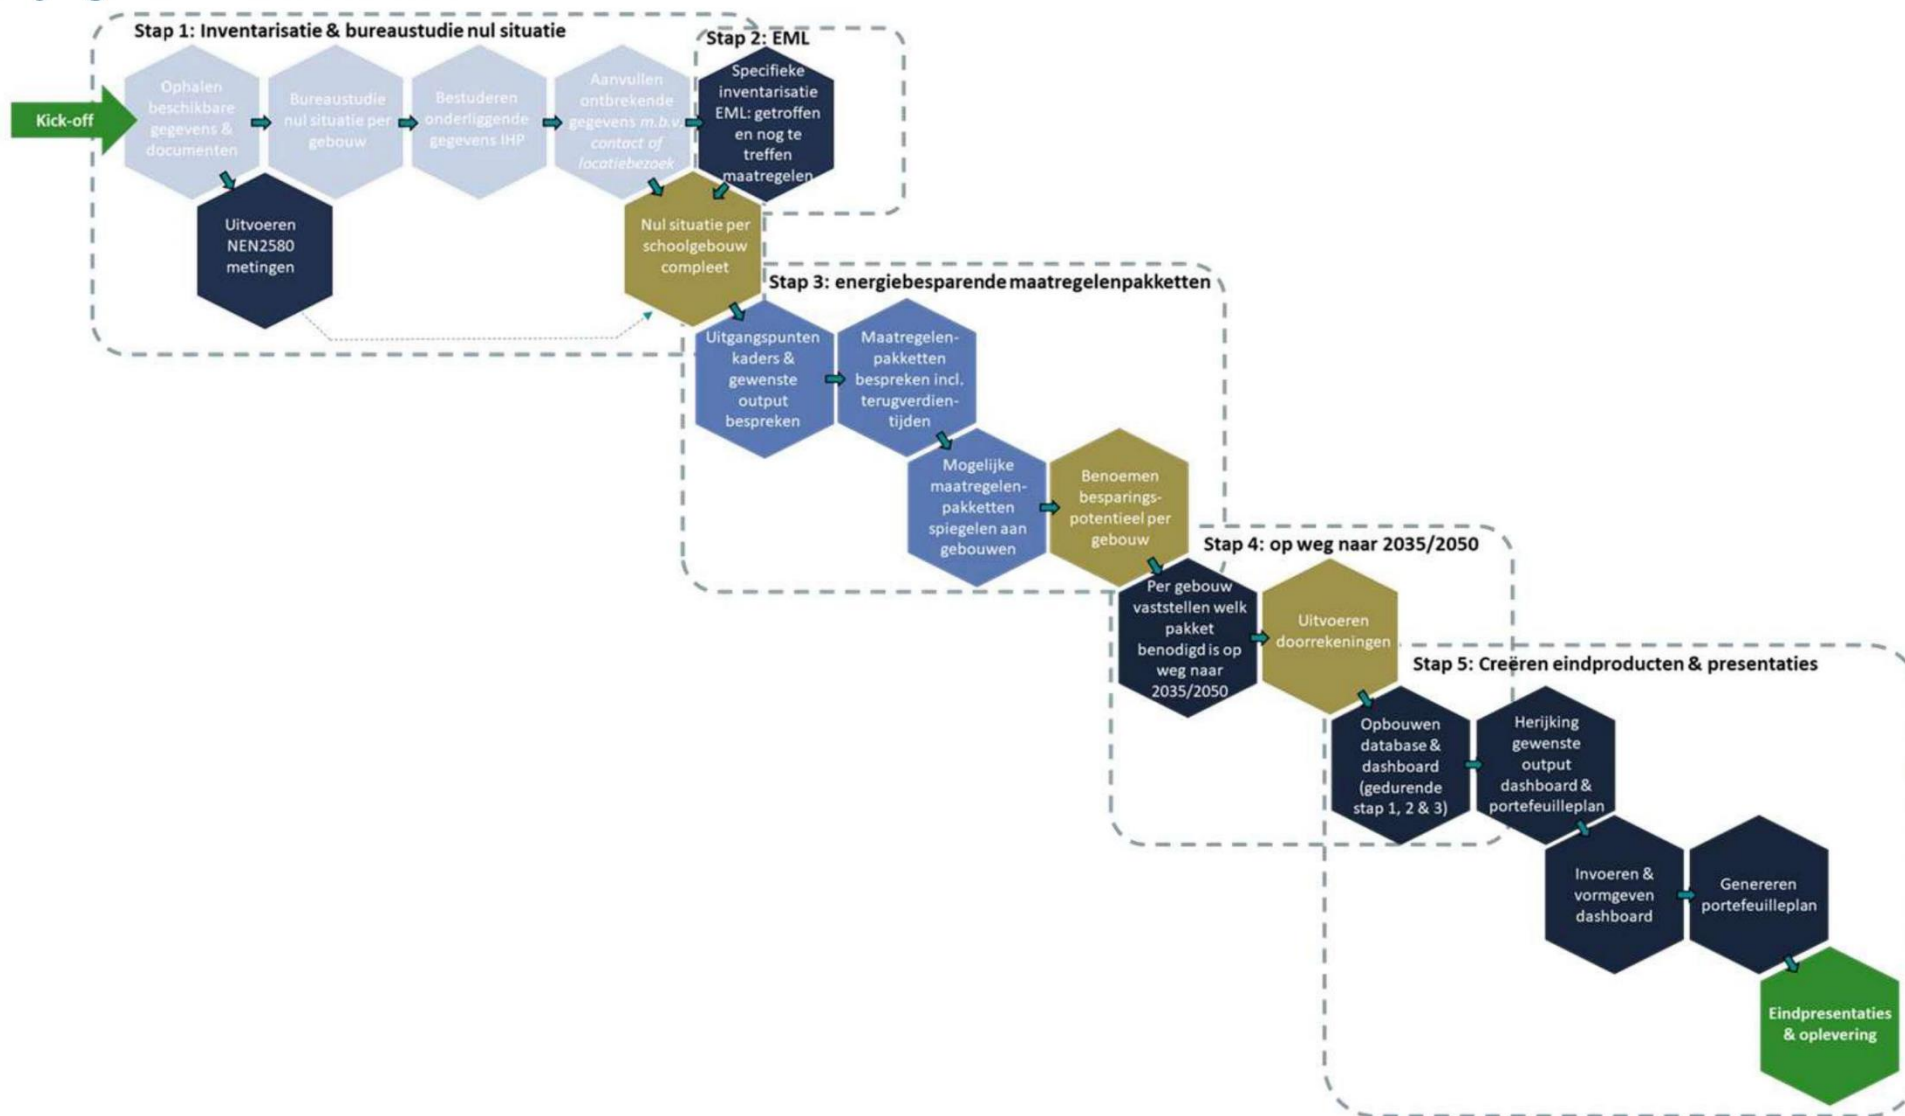 Stap 1: Inventarisatie & bureaustudie nul situatie
Kick-off
Ophalen
beschikbare
gegevens &
documenten
Bureaustudie
nul situatie per
gebouw
Bestuderen
onderliggende
gegevens IHP
Aanvullen
ontbrekende
gegevens m.b.v.
contact of
locatiebezoek
Uitvoeren
NEN2580
metingen
Stap 2: EML
Specifieke
inventarisatie
EML: getroffen
en nog te
treffen
maatregelen
Nul situatie per
schoolgebouw
compleet
Stap 3: energiebesparende maatregelenpakketten
Uitgangspunten
kaders &
gewenste
output
bespreken
Maatregelen-
pakketten
bespreken incl.
terugverdien-
tijden
Mogelijke
maatregelen-
pakketten
spiegelen aan
gebouwen
Benoemen
besparings-
potentieel per
gebouw
Stap 4: op weg naar 2035/2050
Per gebouw
vaststellen welk
pakket
benodigd is op
weg naar
2035/2050
Uitvoeren
doorrekeningen
Stap 5: Creëren eindproducten & presentaties
Opbouwen
database &
dashboard
(gedurende
stap 1, 2 & 3)
Herijking
gewenste
output
dashboard &
portefeuilleplan
Invoeren &
vormgeven
dashboard
Genereren
portefeuilleplan
Eindpresentaties
& oplevering